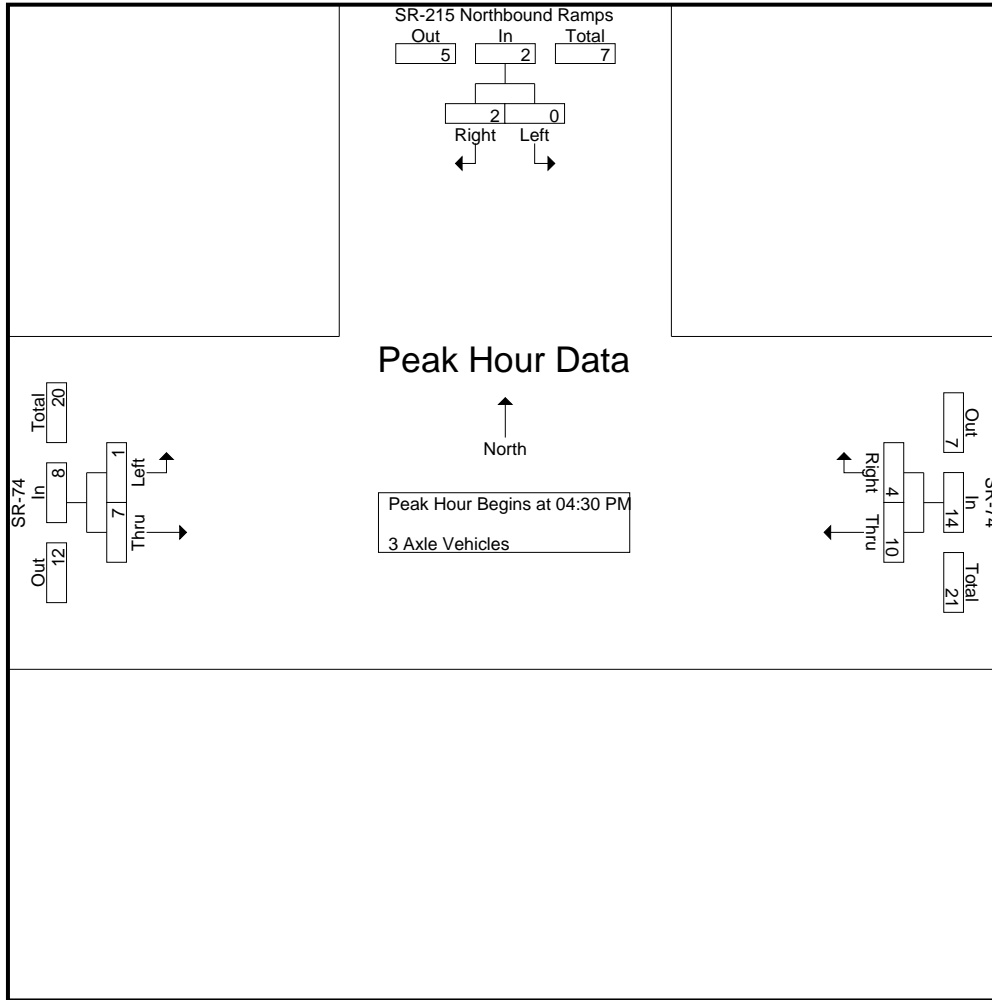 SR-215 Northbound Ramps
Out In Total
5 2 7
2 0
Right Left
Peak Hour Data
North
Peak Hour Begins at 04:30 PM
3 Axle Vehicles
SR-74
Total In Out
20 8 12
1 7
Left Thru
Right Thru
4 10
Out In Total
7 14 21
SR-74